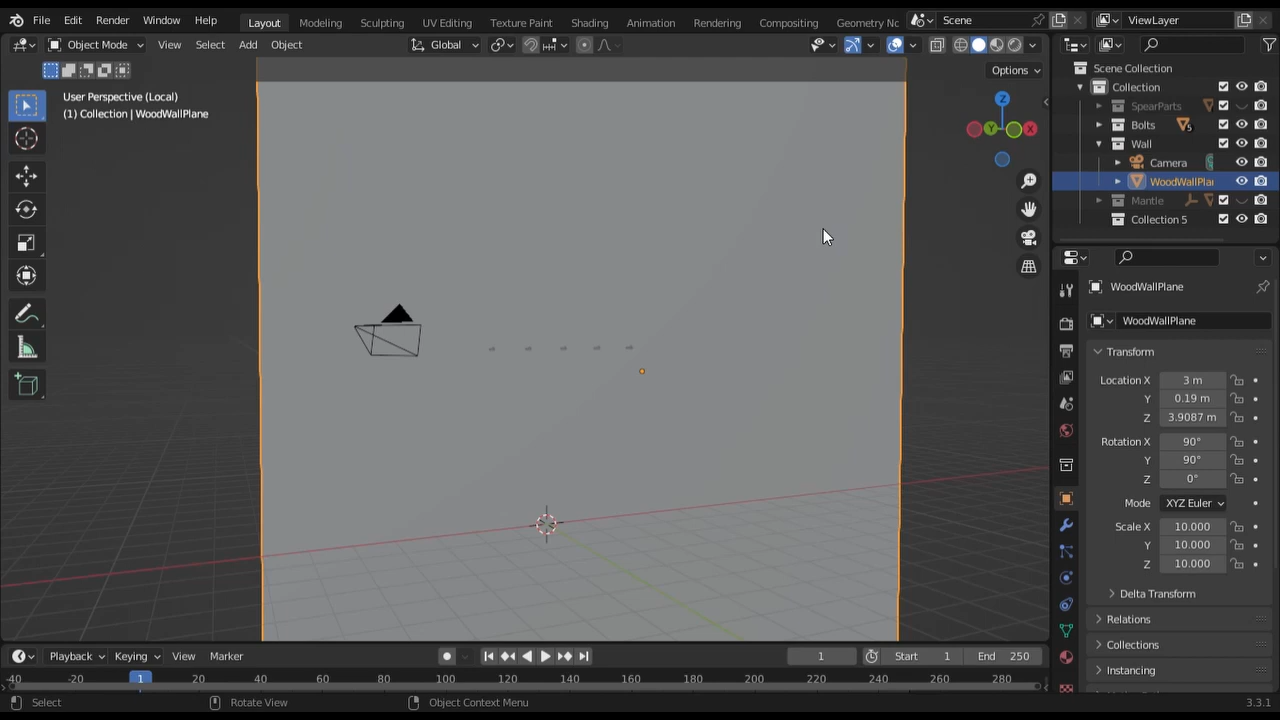 File Edit Render Window Help Layout Modeling Sculpting UV Editing Texture Paint Shading Animation Rendering Compositing Geometry Nc Scene ViewLayer
Object Mode View Select Add Object Global
Options
User Perspective (Local)
(1) Collection | WoodWallPlane
Z
Y X
Scene Collection
Collection
SpearParts
Bolts 5
Wall
Camera
WoodWallPlan
Mantle
Collection 5
WoodWallPlane
WoodWallPlane
Transform
Location X 3 m
Y 0.19 m
Z 3.9087 m
Rotation X 90°
Y 90°
Z 0°
Mode XYZ Euler
Scale X 10.000
Y 10.000
Z 10.000
Delta Transform
Relations
Collections
Instancing
Playback Keying View Marker 1 Start 1 End 250
-40 -20 1 20 40 60 80 100 120 140 160 180 200 220 240 260 280
Select Rotate View Object Context Menu 3.3.1